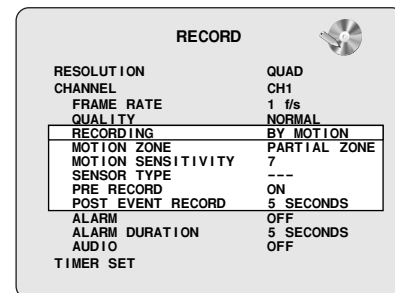 RECORD
RESOLUTION QUAD
CHANNEL CH1
FRAME RATE 1 f/s
QUALITY NORMAL
RECORDING BY MOTION
MOTION ZONE PARTIAL ZONE
MOTION SENSITIVITY 7
SENSOR TYPE ---
PRE RECORD ON
POST EVENT RECORD 5 SECONDS
ALARM OFF
ALARM DURATION 5 SECONDS
AUDIO OFF
TIMER SET